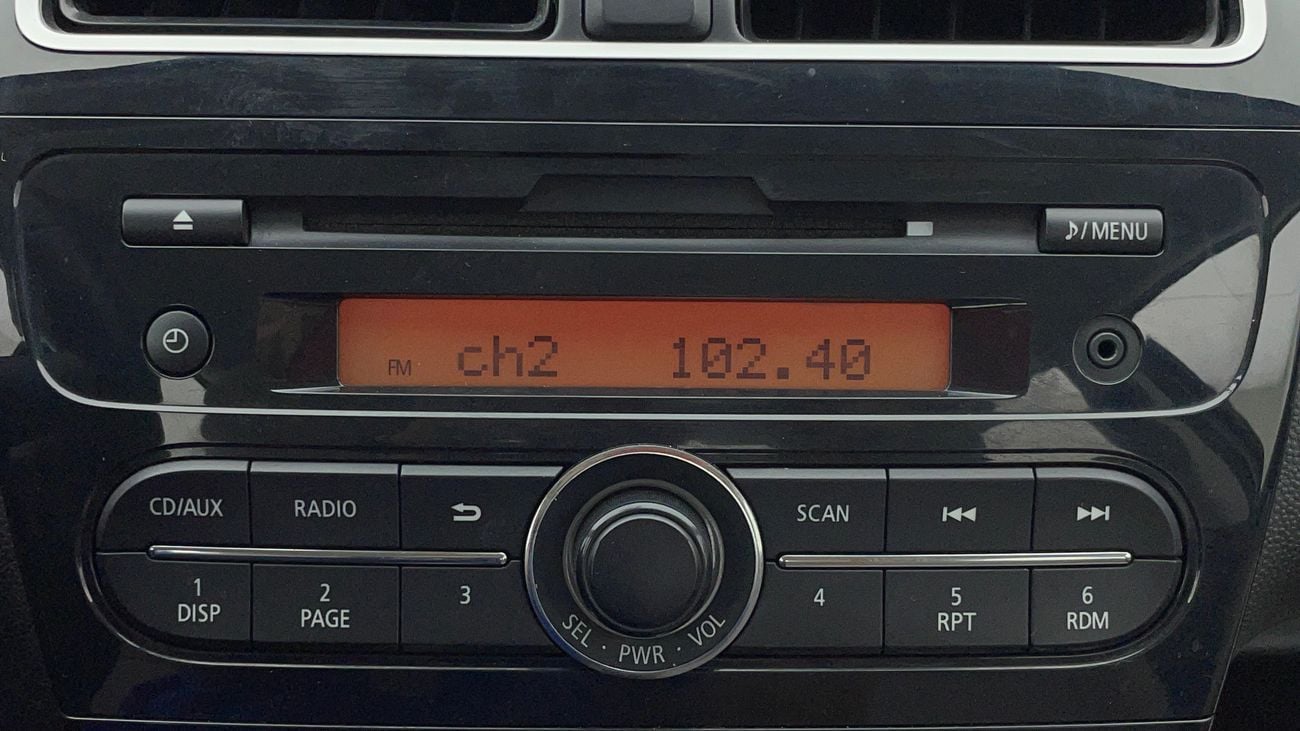 ♪/MENU
FM ch2 102.40
CD/AUX RADIO SCAN
1 2 3 4 5 6
DISP PAGE RPT RDM
SEL · PWR · VOL